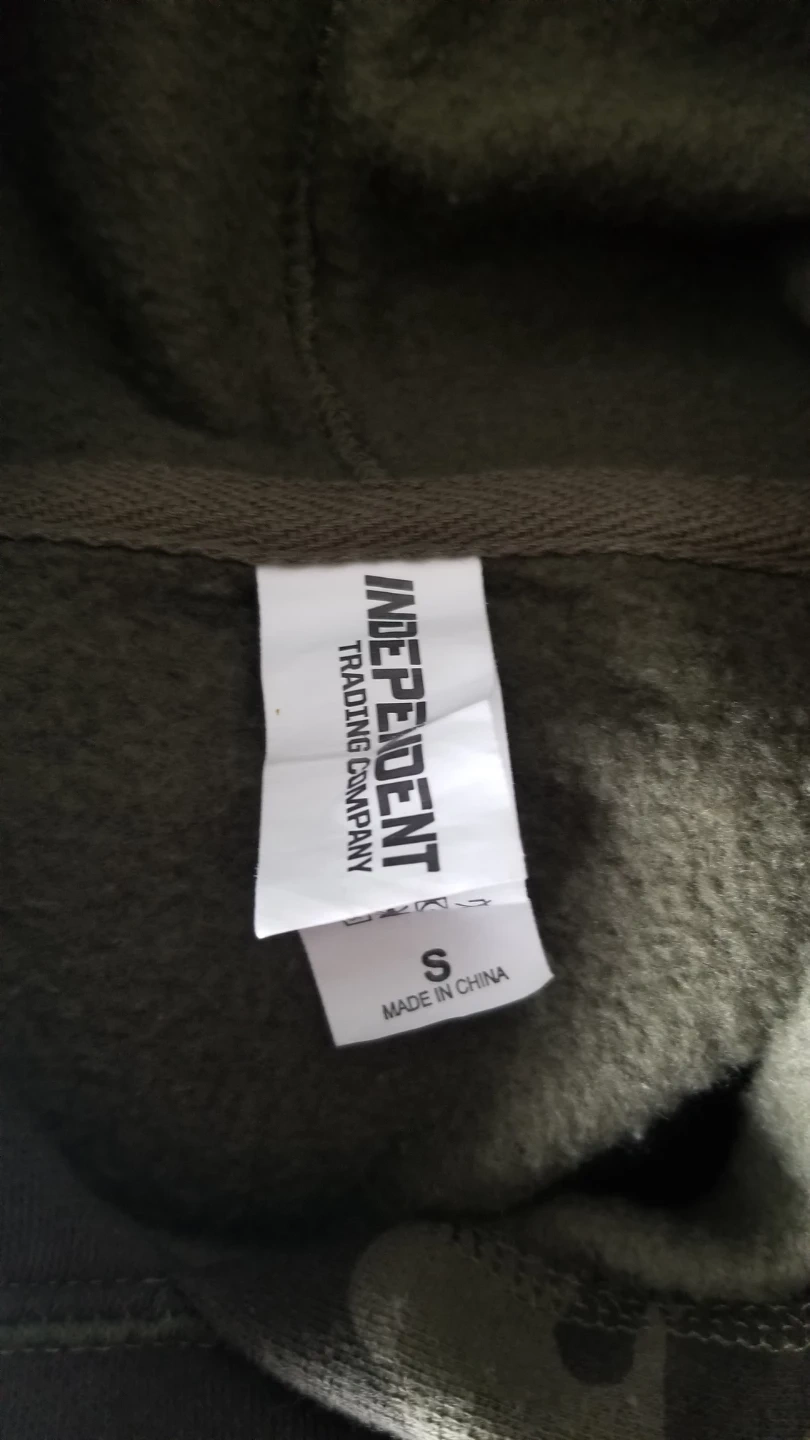 INDEPENDENT
TRADING COMPANY
S
MADE IN CHINA